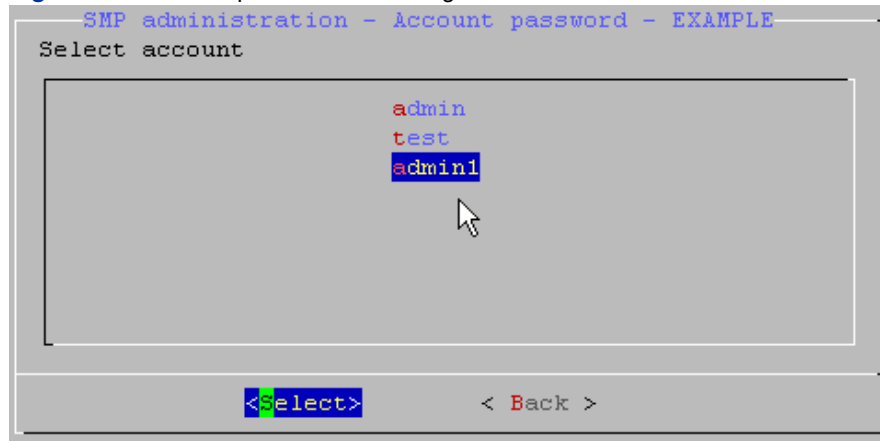 SMP administration - Account password - EXAMPLE
Select account
admin
test
admin1
<Select> < Back >